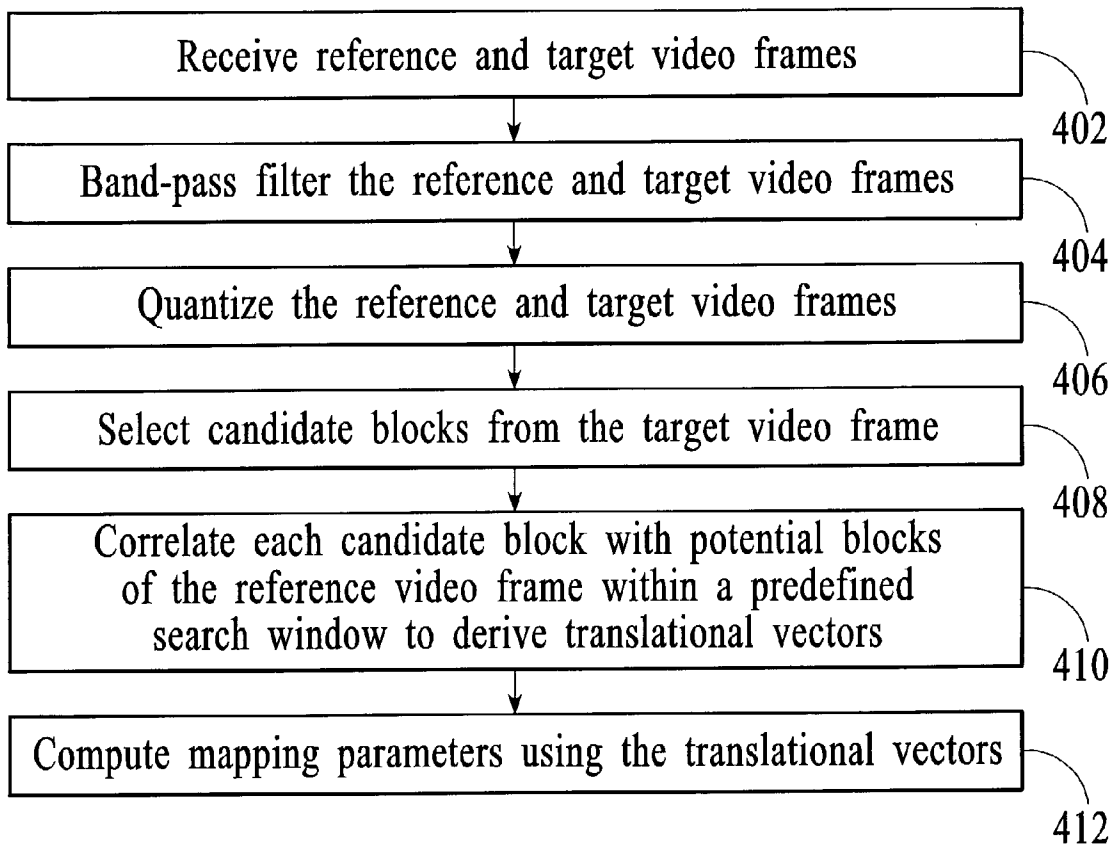 Receive reference and target video frames
402
Band-pass filter the reference and target video frames
404
Quantize the reference and target video frames
406
Select candidate blocks from the target video frame
408
Correlate each candidate block with potential blocks
of the reference video frame within a predefined
search window to derive translational vectors
410
Compute mapping parameters using the translational vectors
412